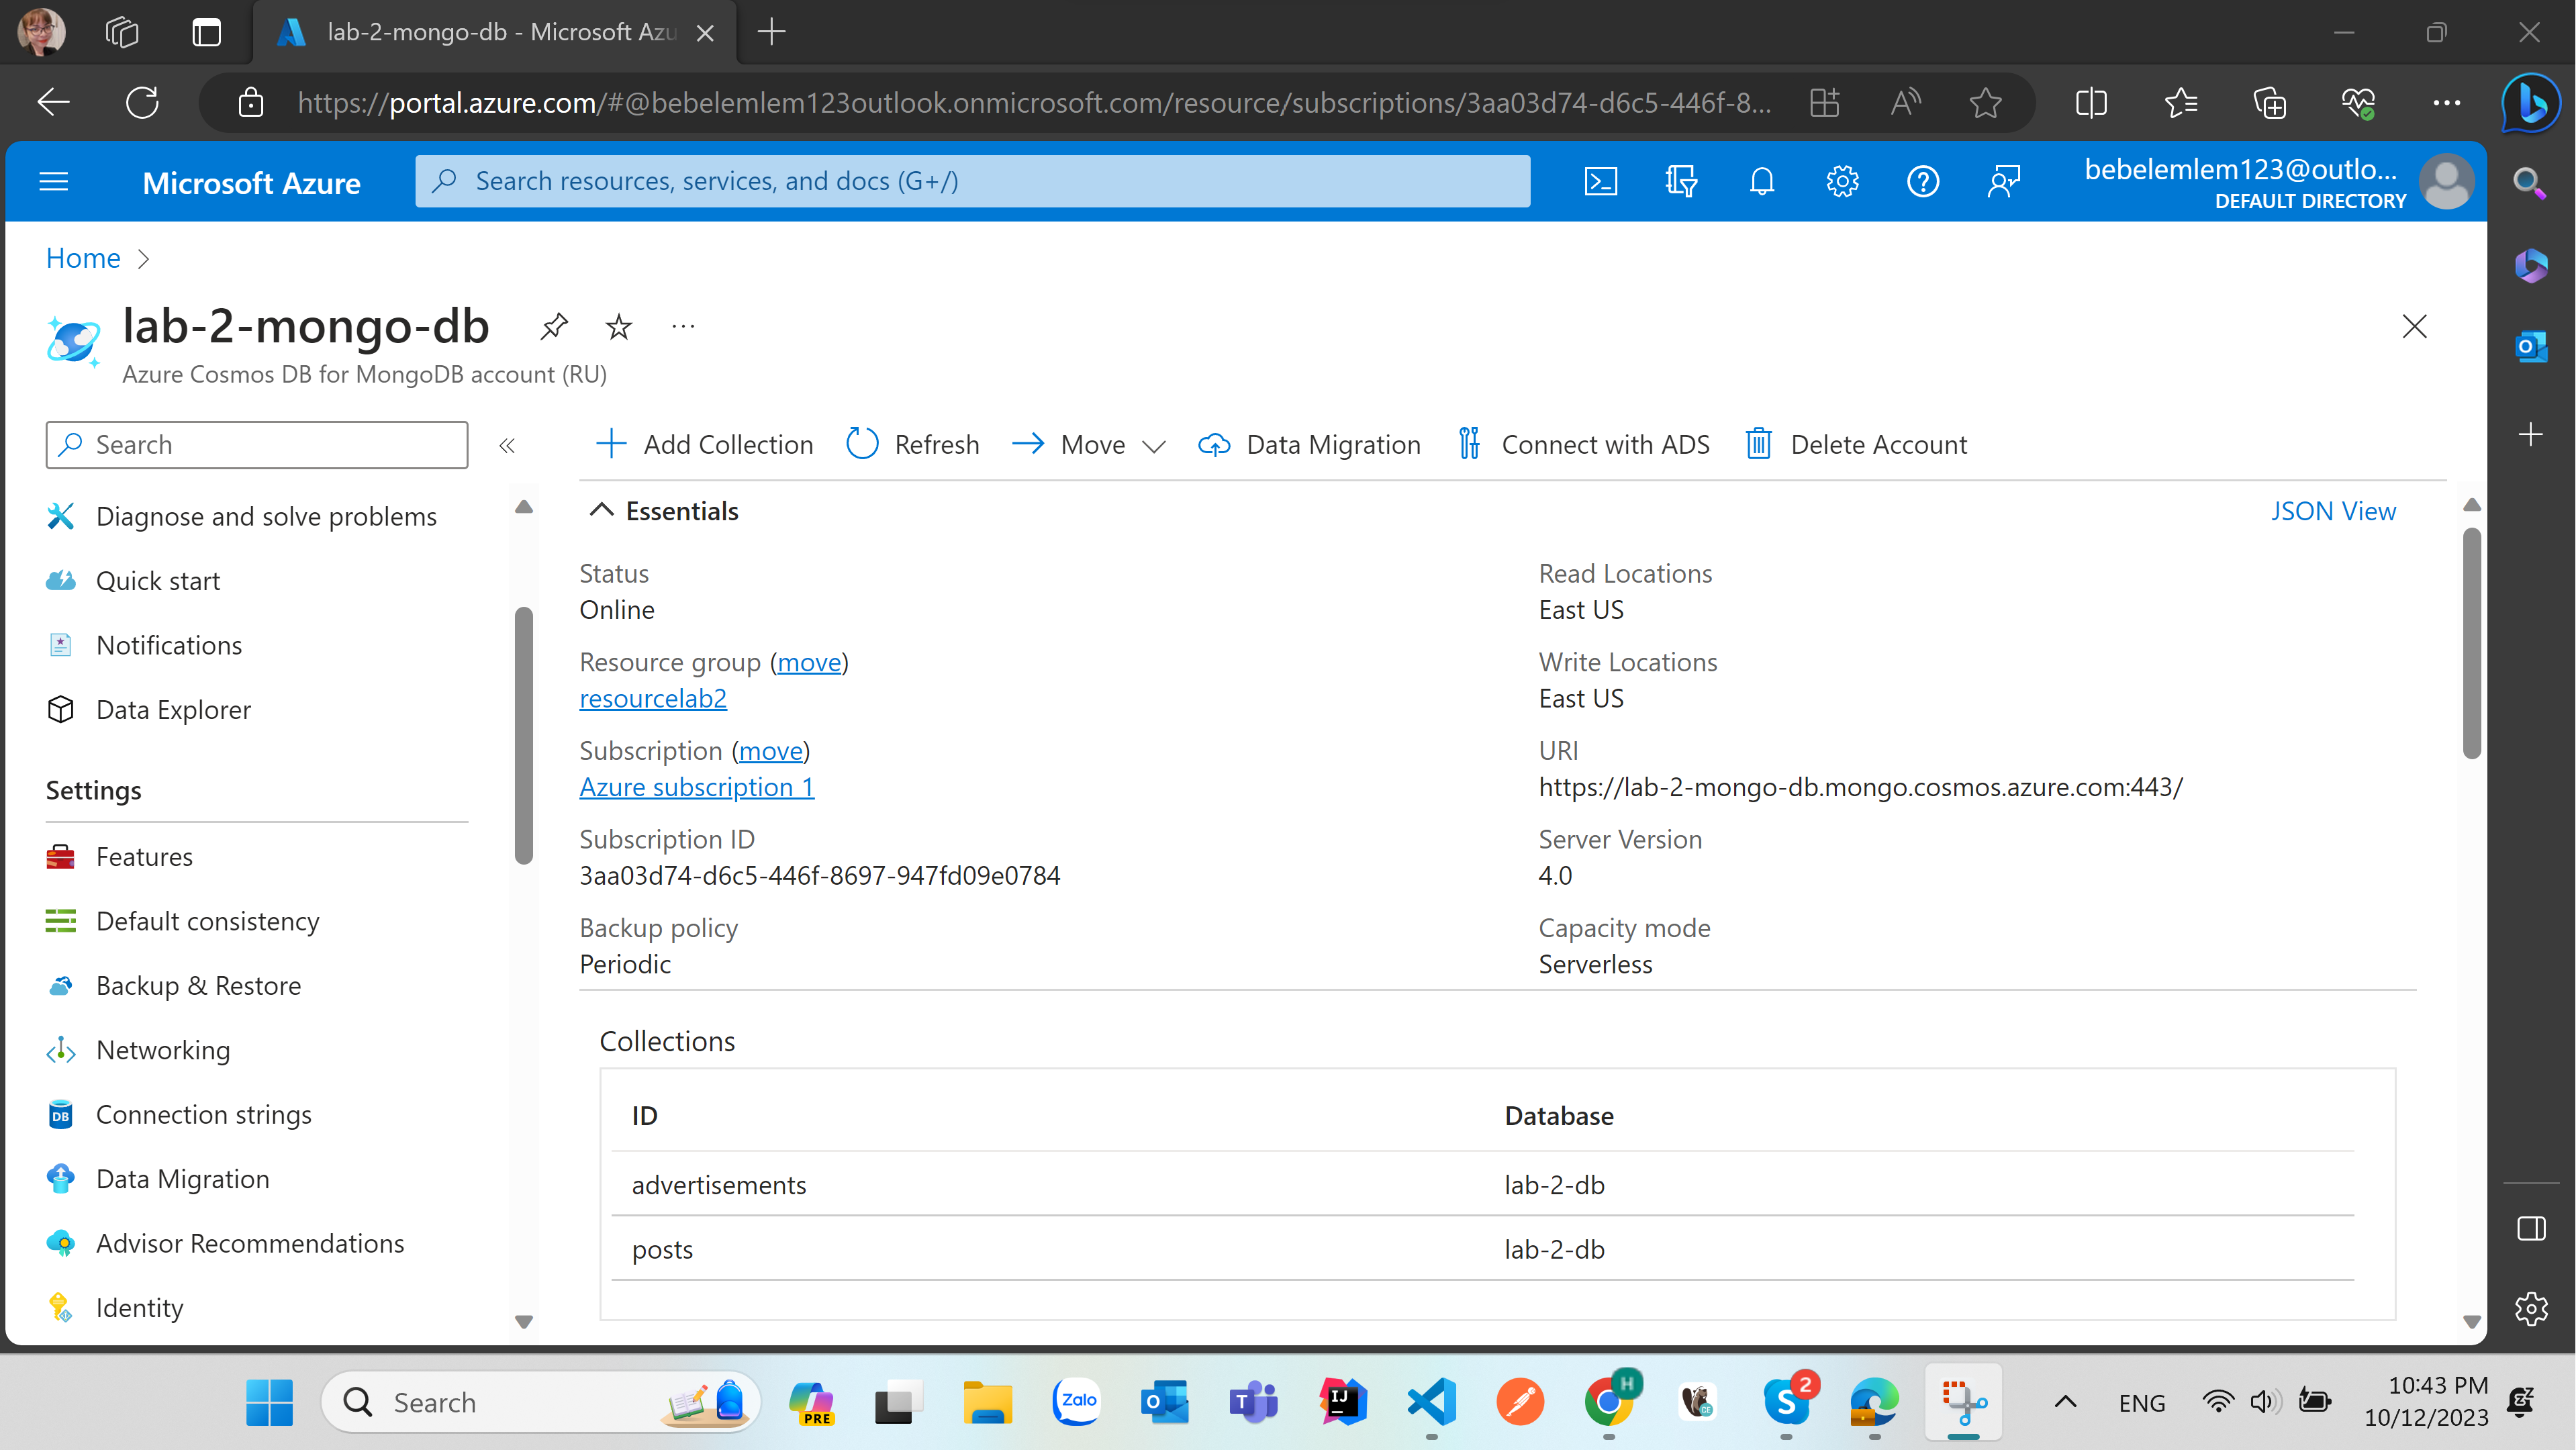 lab-2-mongo-db - Microsoft Azu
https://portal.azure.com/#@bebelemlem123outlook.onmicrosoft.com/resource/subscriptions/3aa03d74-d6c5-446f-8...
Microsoft Azure
Search resources, services, and docs (G+/)
bebelemlem123@outlo...
DEFAULT DIRECTORY
Home
lab-2-mongo-db
Azure Cosmos DB for MongoDB account (RU)
Search
Add Collection Refresh Move Data Migration Connect with ADS Delete Account
Diagnose and solve problems
Quick start
Notifications
Data Explorer
Settings
Features
Default consistency
Backup & Restore
Networking
DB
Connection strings
Data Migration
Advisor Recommendations
Identity
Essentials
JSON View
Status
Online
Resource group (move)
resourcelab2
Subscription (move)
Azure subscription 1
Subscription ID
3aa03d74-d6c5-446f-8697-947fd09e0784
Backup policy
Periodic
Read Locations
East US
Write Locations
East US
URI
https://lab-2-mongo-db.mongo.cosmos.azure.com:443/
Server Version
4.0
Capacity mode
Serverless
Collections
ID Database
advertisements lab-2-db
posts lab-2-db
Search
PRE
Zalo
IJ
H
2
ENG
10:43 PM
10/12/2023